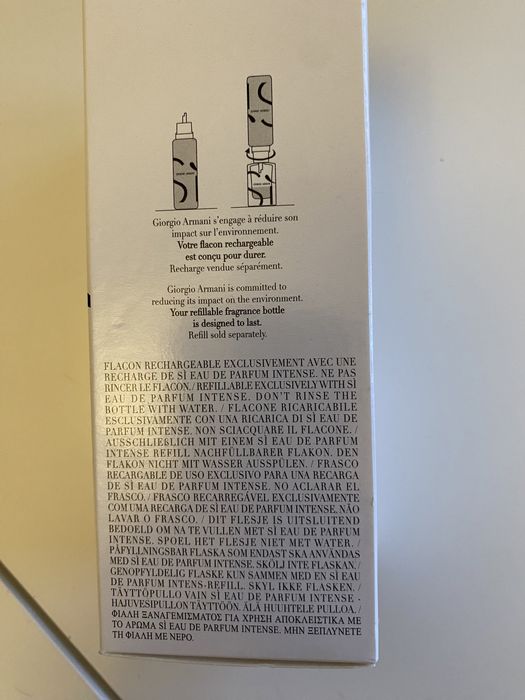 Giorgio Armani s'engage à réduire son
impact sur l'environnement.
Votre flacon rechargeable
est conçu pour durer.
Recharge vendue séparément.
Giorgio Armani is committed to
reducing its impact on the environment.
Your refillable fragrance bottle
is designed to last.
Refill sold separately.
FLACON RECHARGEABLE EXCLUSIVEMENT AVEC UNE
RECHARGE DE SÌ EAU DE PARFUM INTENSE. NE PAS
RINCER LE FLACON. / REFILLABLE EXCLUSIVELY WITH SÌ
EAU DE PARFUM INTENSE. DON'T RINSE THE
BOTTLE WITH WATER. / FLACONE RICARICABILE
ESCLUSIVAMENTE CON UNA RICARICA DI SÌ EAU DE
PARFUM INTENSE. NON SCIACQUARE IL FLACONE. /
AUSSCHLIESLICH MIT EINEM SÌ EAU DE PARFUM
INTENSE REFILL NACHFÜLLBARER FLAKON. DEN
FLAKON NICHT MIT WASSER AUSSPÜLEN. / FRASCO
RECARGABLE DE USO EXCLUSIVO PARA UNA RECARGA
DE SÌ EAU DE PARFUM INTENSE. NO ACLARAR EL
FRASCO. / FRASCO RECARREGÁVEL EXCLUSIVAMENTE
COM UMA RECARGA DE SÌ EAU DE PARFUM INTENSE. NÃO
LAVAR O FRASCO. / DIT FLESJE IS UITSLUITEND
BEDOELD OM NA TE VULLEN MET SÌ EAU DE PARFUM
INTENSE. SPOEL HET FLESJE NIET MET WATER. /
PÅFYLLNINGSBAR FLASKA SOM ENDAST SKA ANVÄNDAS
MED SÌ EAU DE PARFUM INTENSE. SKÖLJ INTE FLASKAN. /
GENOPFYLDELIG FLASKE KUN SAMMEN MED EN SÌ EAU
DE PARFUM INTENS-REFILL. SKYL IKKE FLASKEN. /
TÄYTTÖPULLO VAIN SÌ EAU DE PARFUM INTENSE -
HAJUVESIPULLON TÄYTTÖÖN. ÄLÄ HUUHTELE PULLOA. /
ΦΙΑΛΗ ΞΑΝΑΓΕΜΙΣΜΑΤΟΣ ΓΙΑ ΧΡΗΣΗ ΑΠΟΚΛΕΙΣΤΙΚΑ ΜΕ
ΤΟ ΑΡΩΜΑ SÌ EAU DE PARFUM INTENSE. ΜΗΝ ΞΕΠΛΥΝΕΤΕ
ΤΗ ΦΙΑΛΗ ΜΕ ΝΕΡΟ.